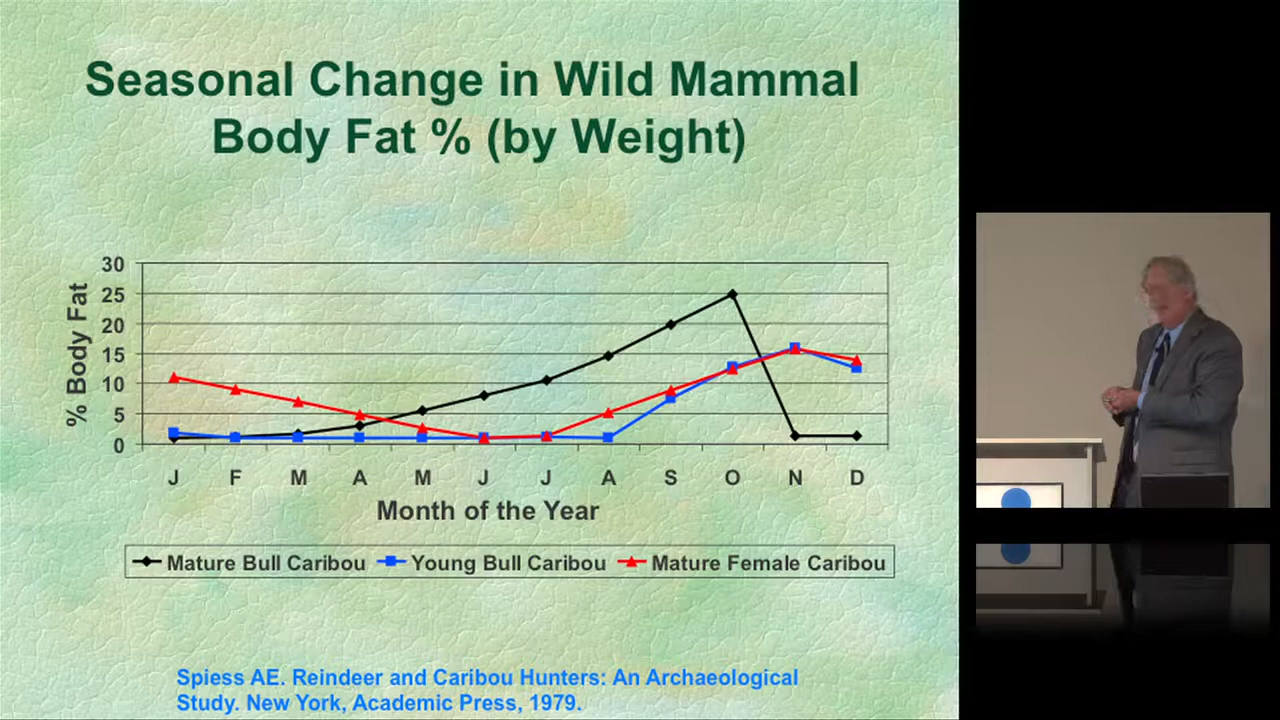 Seasonal Change in Wild Mammal
Body Fat % (by Weight)
% Body Fat
30
25
20
15
10
5
0
J F M A M J J A S O N D
Month of the Year
Mature Bull Caribou Young Bull Caribou Mature Female Caribou
Spiess AE. Reindeer and Caribou Hunters: An Archaeological
Study. New York, Academic Press, 1979.